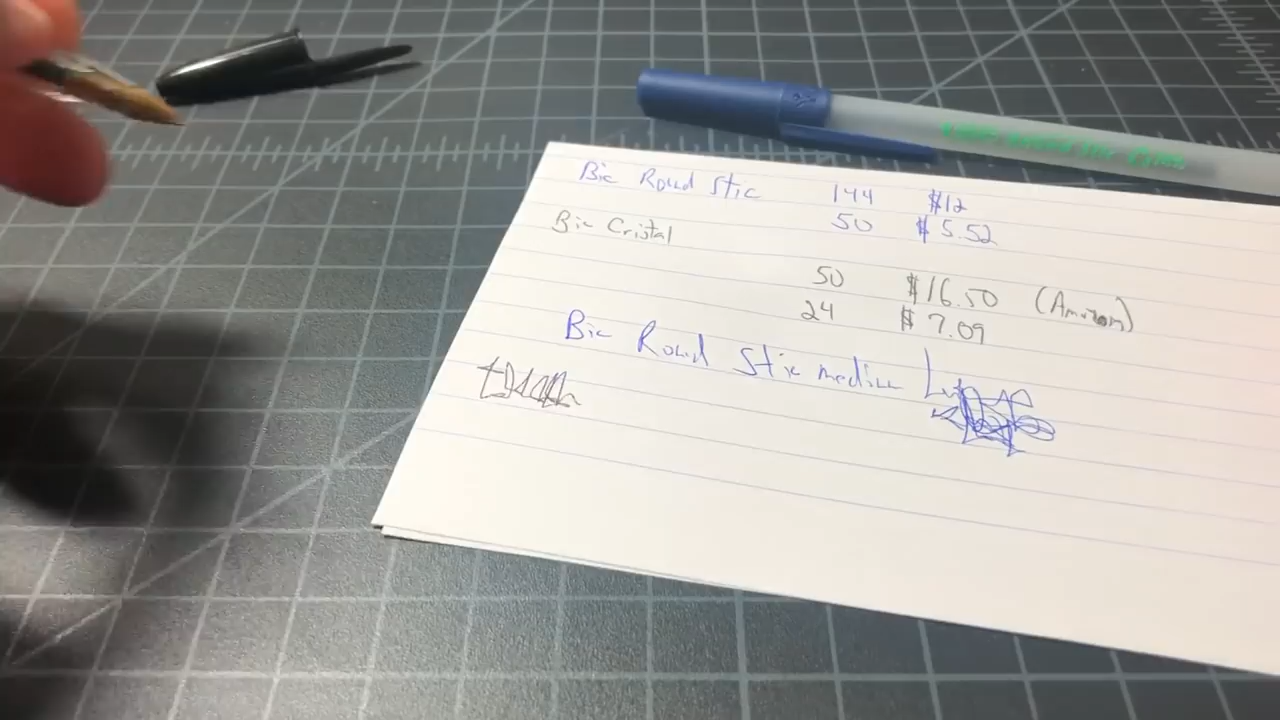 Bic Round Stic 144 $12
50 $5.52
Bic Cristal
50 $16.50 (Amazon)
24 $7.09
Bic Round Stic medium